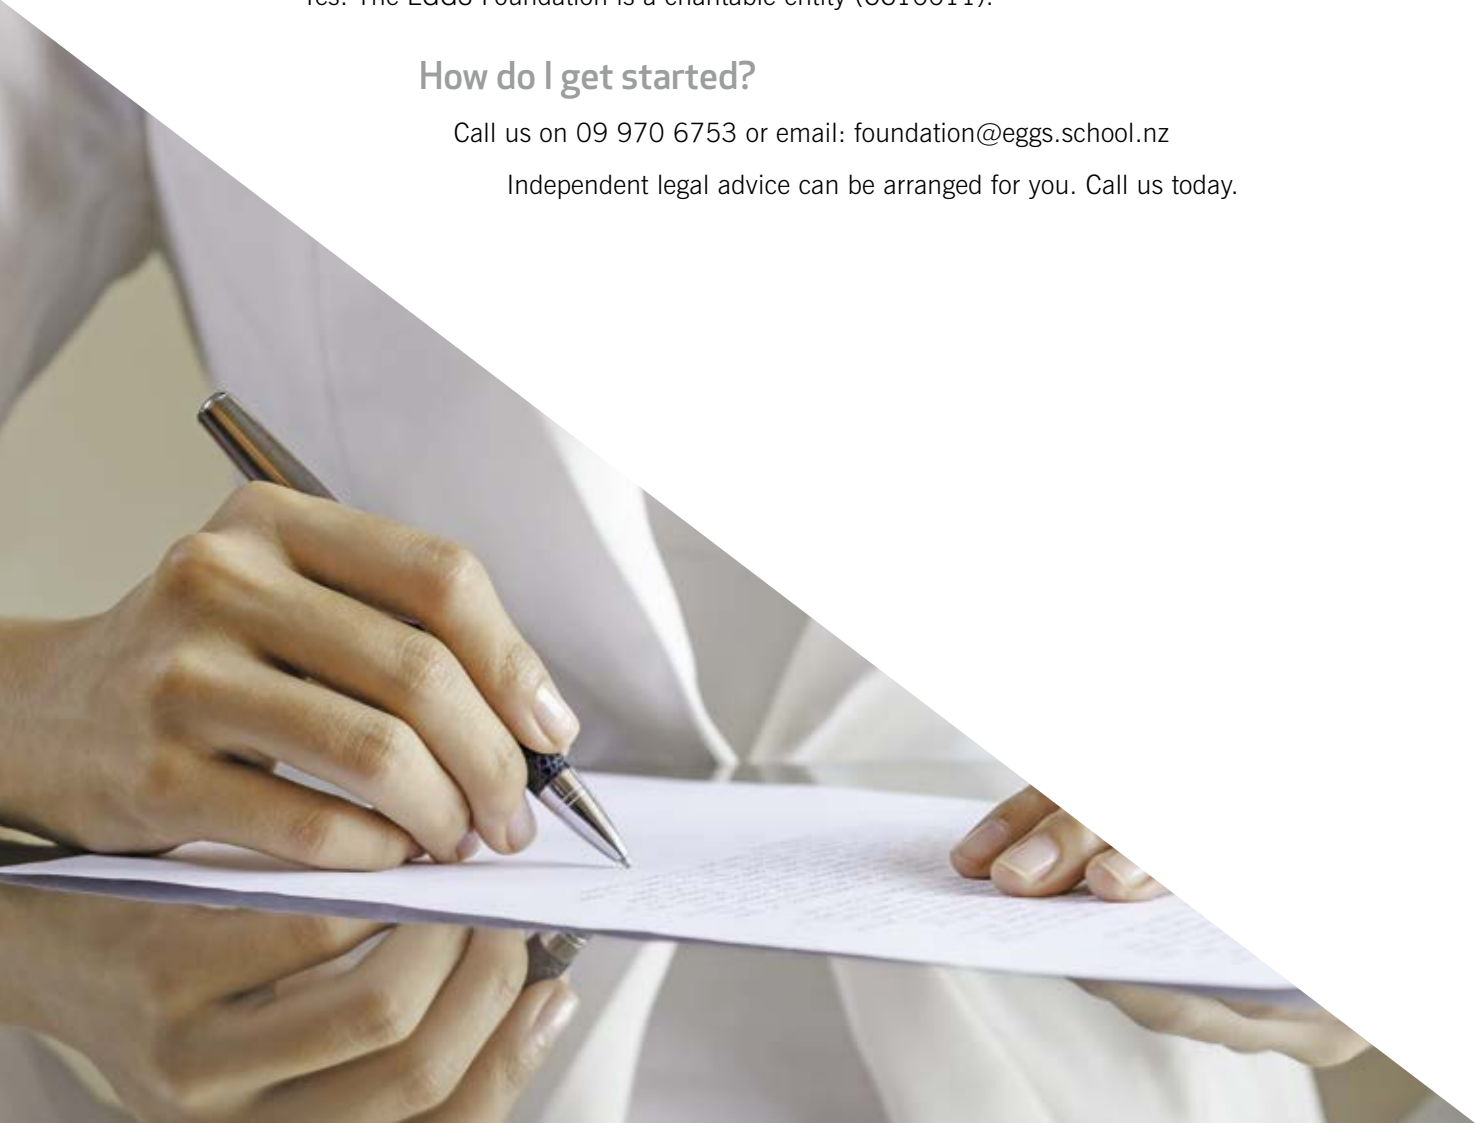 Yes. The EGGS Foundation is a charitable entity
How do I get started?
Call us on 09 970 6753 or email: foundation@eggs.school.nz
Independent legal advice can be arranged for you. Call us today.